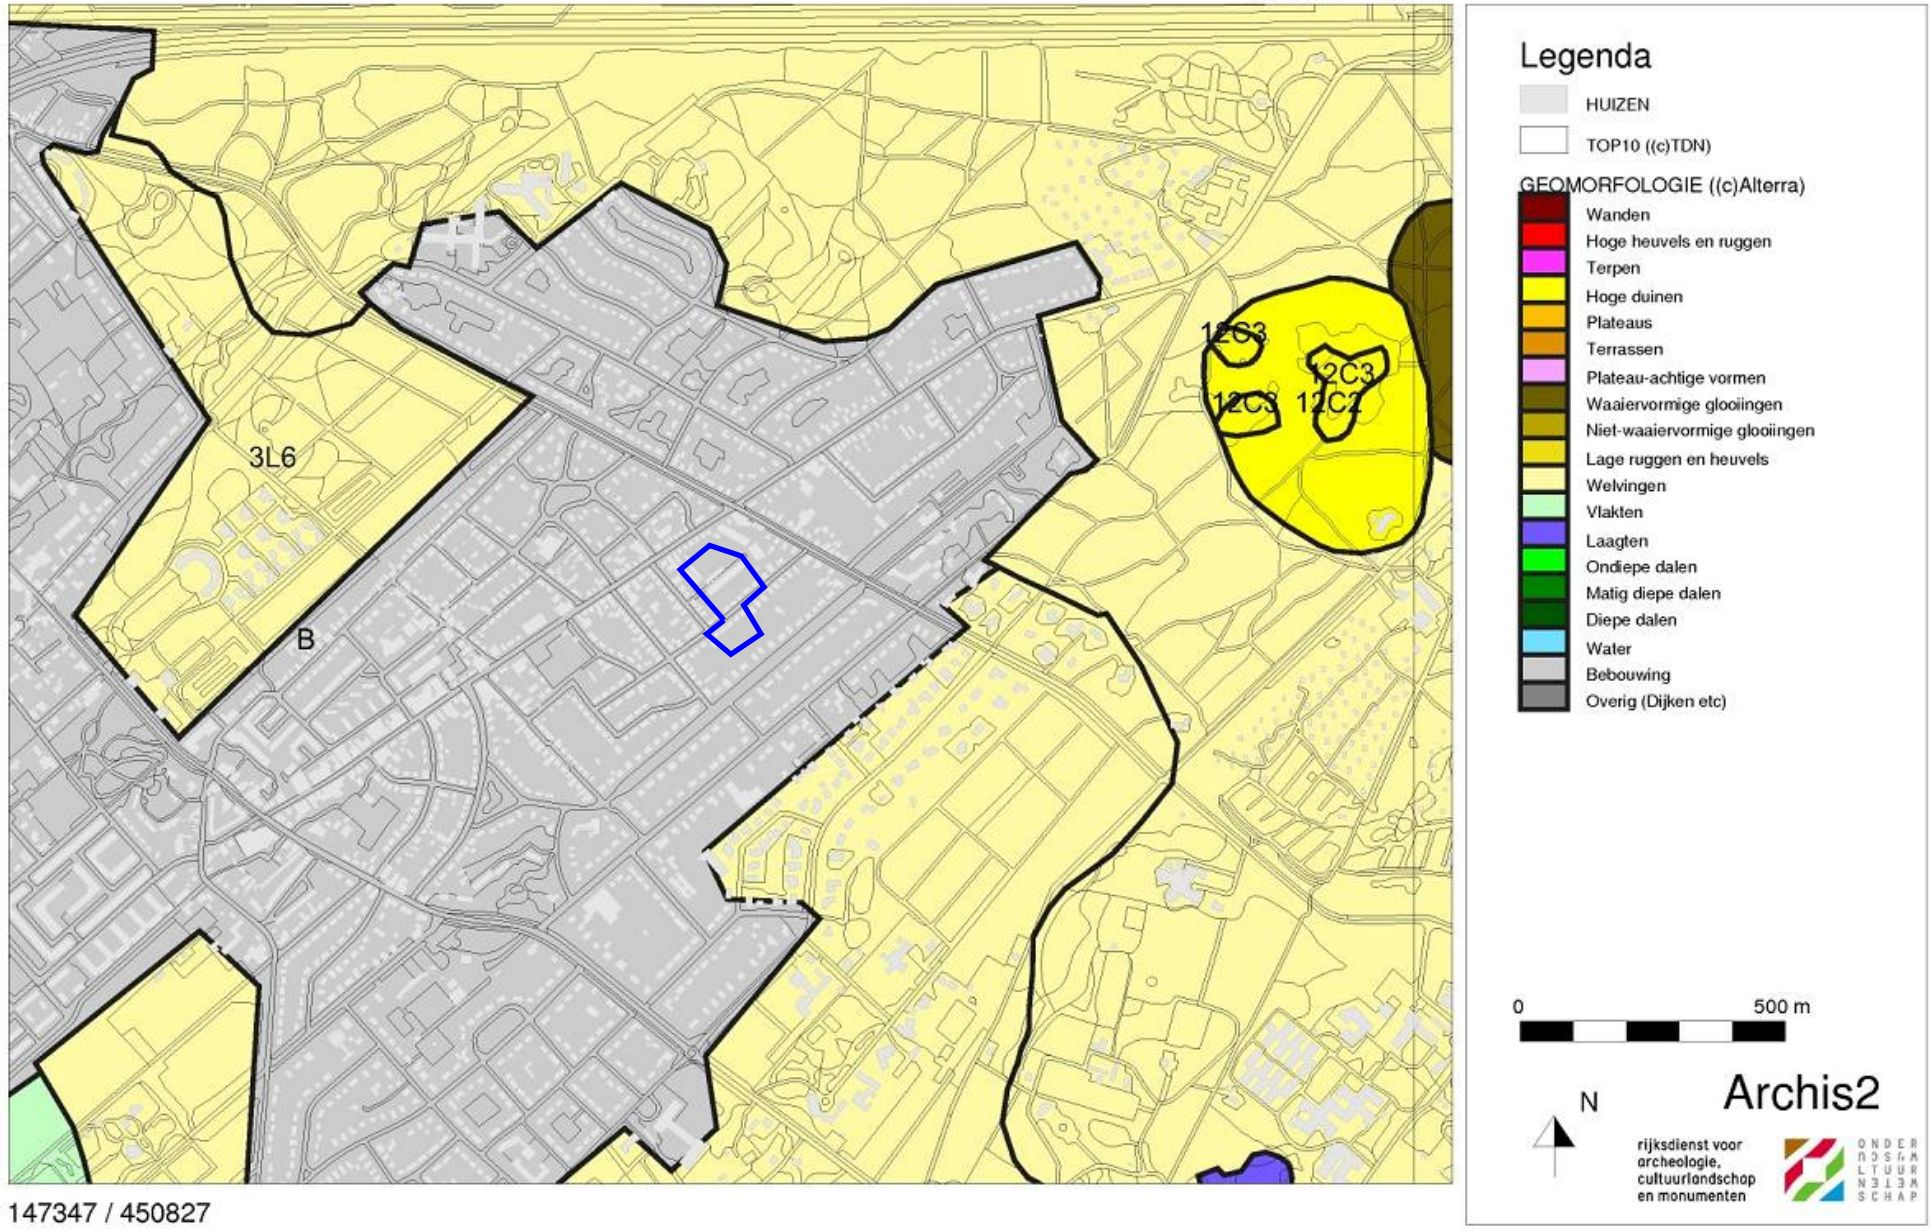 12C3
12C3
12C3
12C2
3L6
B
147347 / 450827
Legenda
HUIZEN
TOP10 ((c)TDN)
GEOMORFOLOGIE ((c)Alterra)
Wanden
Hoge heuvels en ruggen
Terpen
Hoge duinen
Plateaus
Terrassen
Plateau-achtige vormen
Waaiervormige glooiingen
Niet-waaiervormige glooiingen
Lage ruggen en heuvels
Welvingen
Vlakten
Laagten
Ondiepe dalen
Matig diepe dalen
Diepe dalen
Water
Bebouwing
Overig (Dijken etc)
0 500 m
N
Archis2
rijksdienst voor
archeologie,
cultuurlandschap
en monumenten